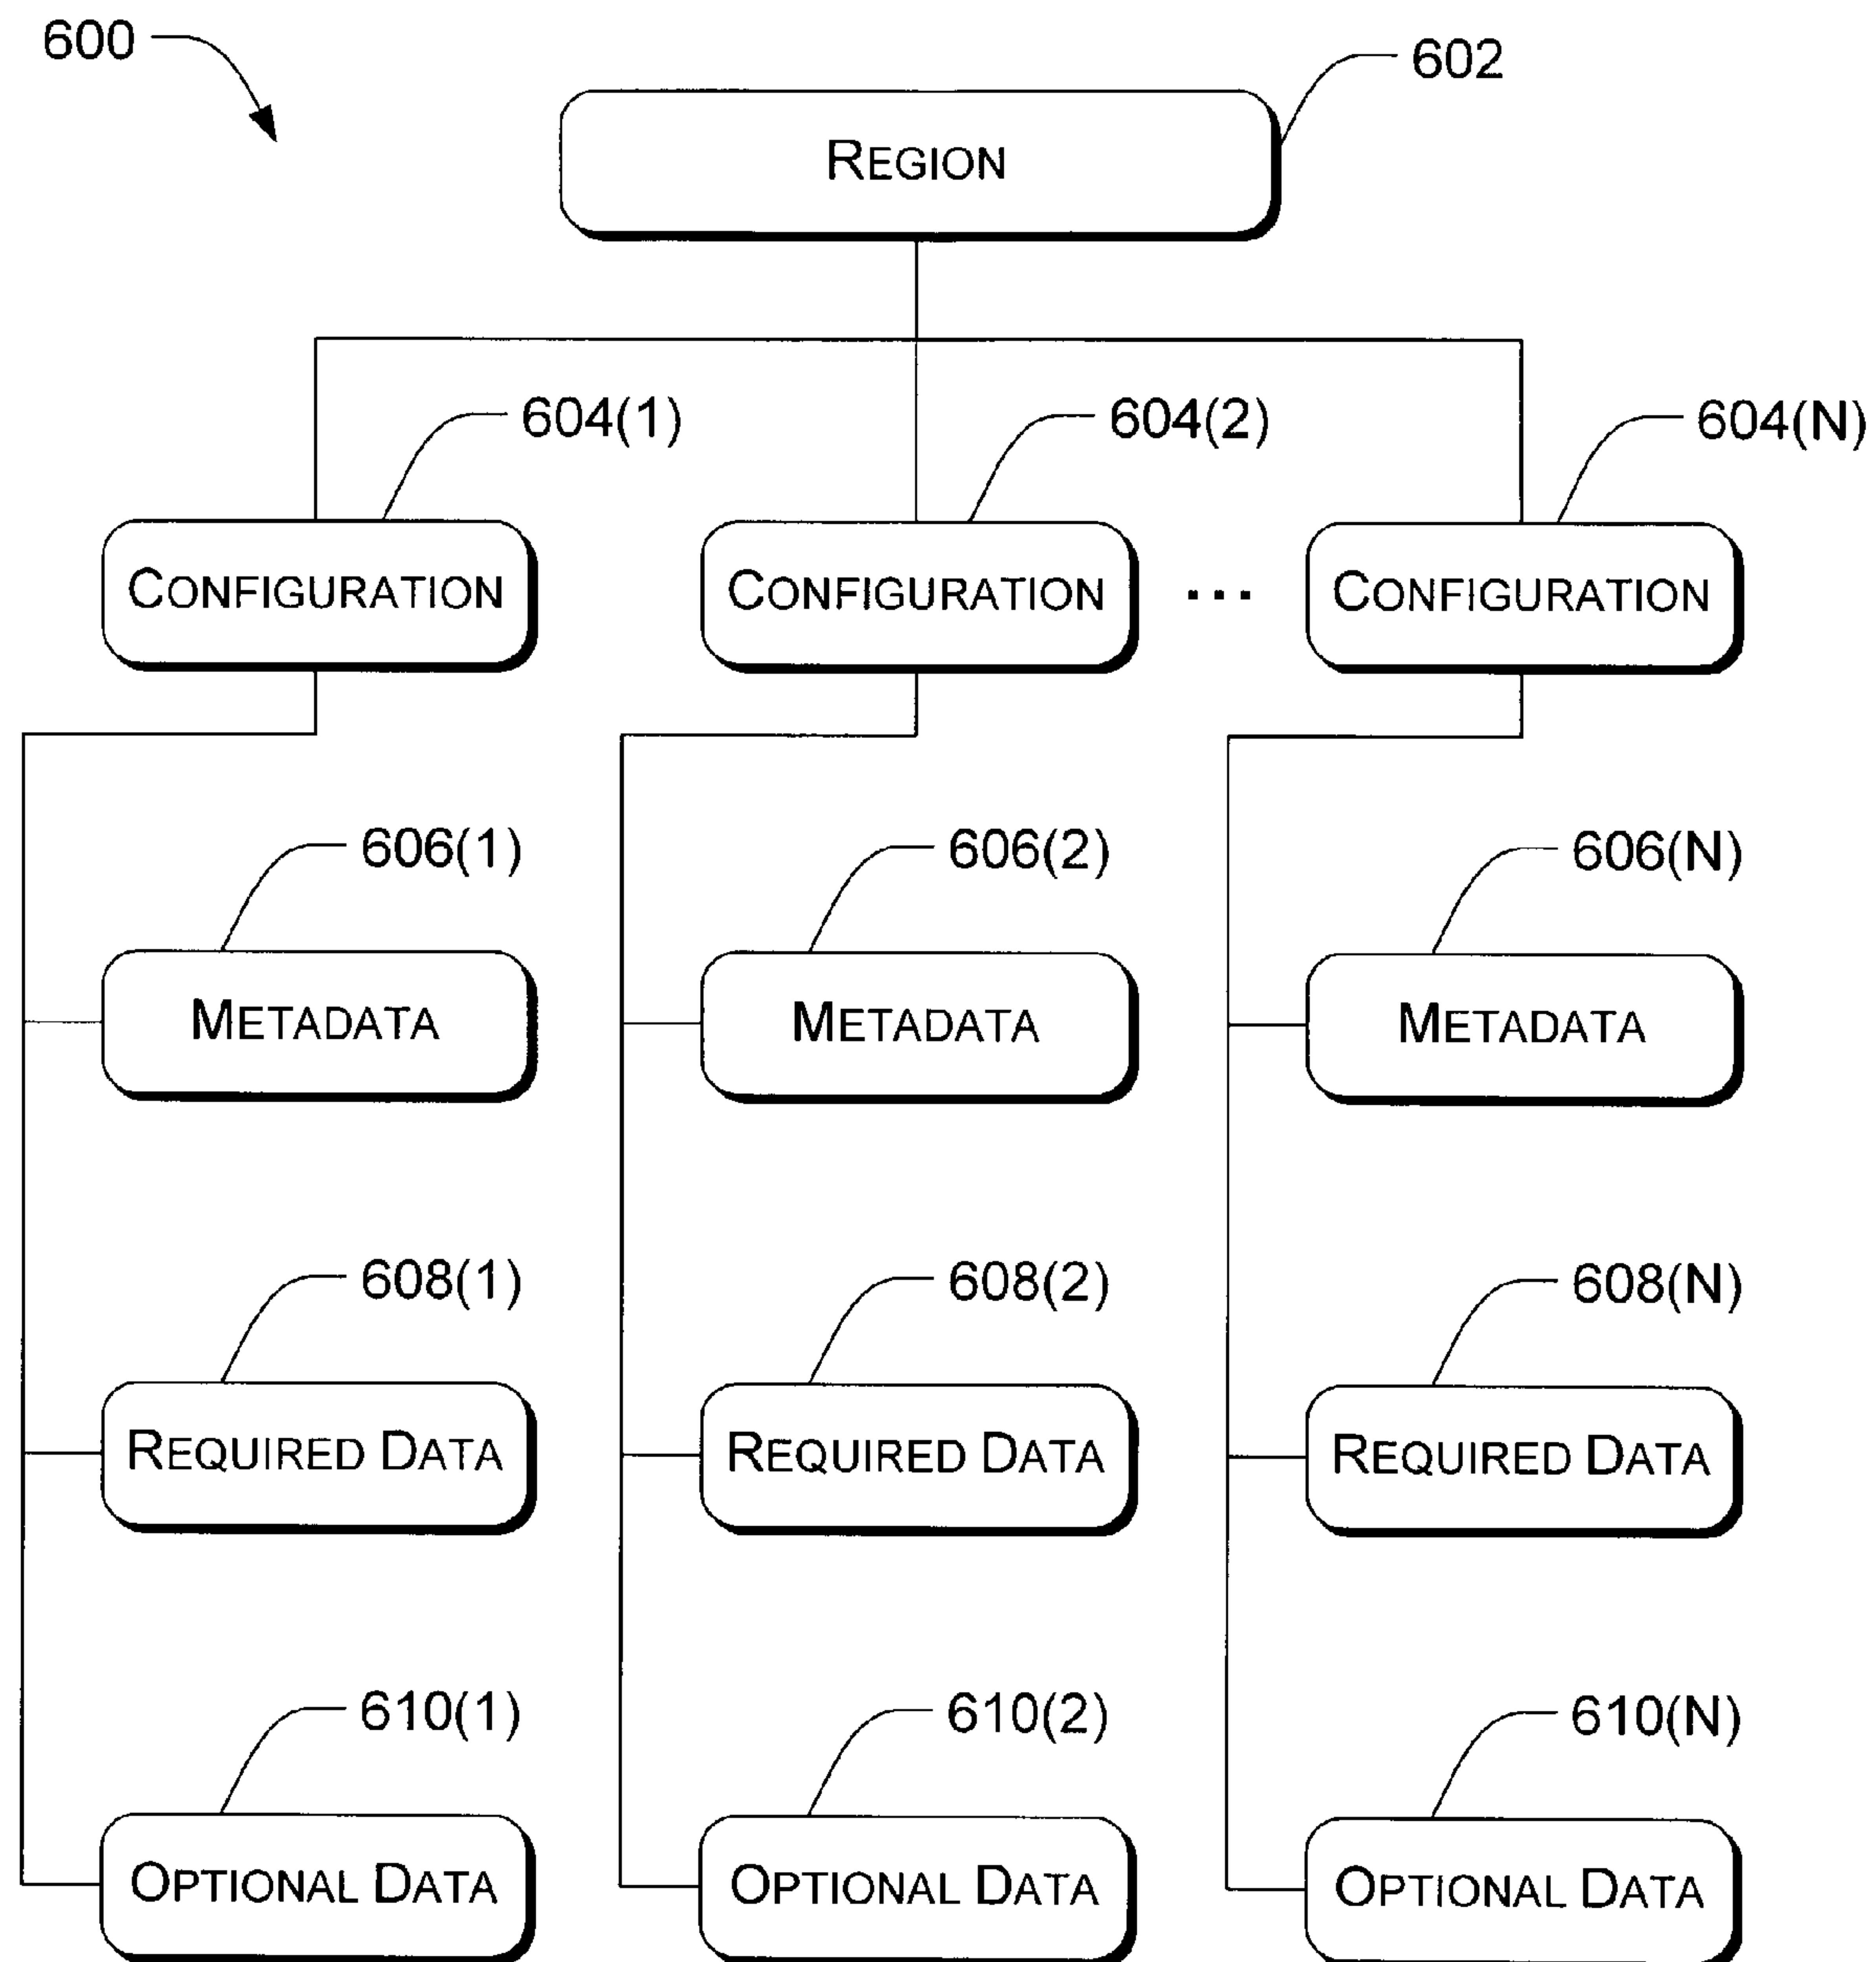 600
602
REGION
604(1) 604(2) 604(N)
CONFIGURATION CONFIGURATION ... CONFIGURATION
606(1) 606(2) 606(N)
METADATA METADATA METADATA
608(1) 608(2) 608(N)
REQUIRED DATA REQUIRED DATA REQUIRED DATA
610(1) 610(2) 610(N)
OPTIONAL DATA OPTIONAL DATA OPTIONAL DATA